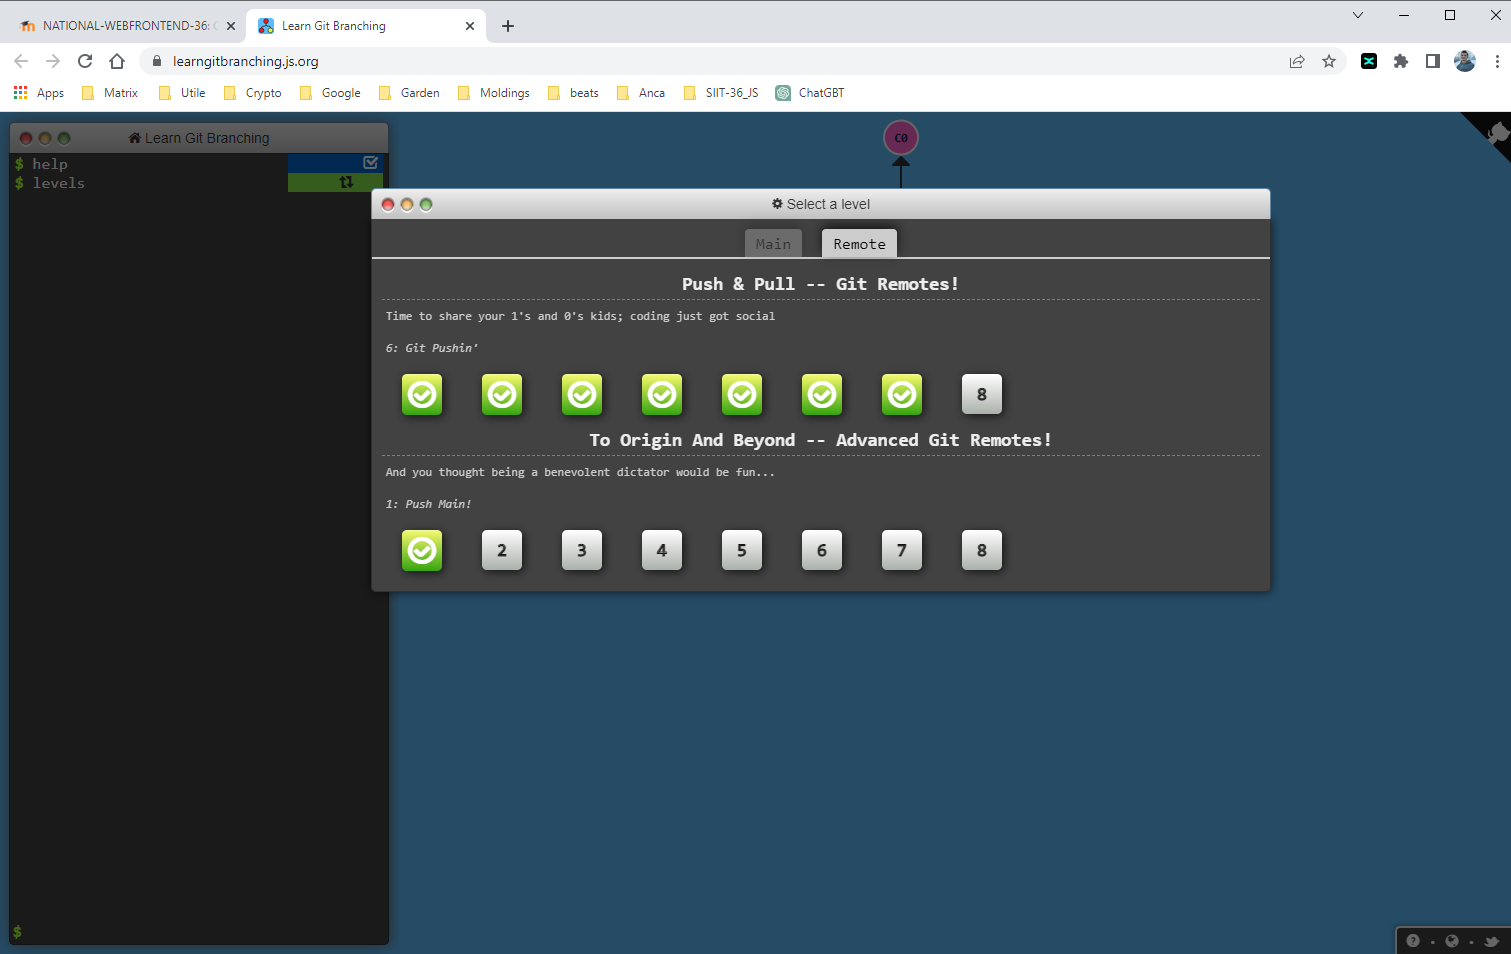 NATIONAL-WEBFRONTEND-36:
Learn Git Branching
learngitbranching.js.org
Apps Matrix Utile Crypto Google Garden Moldings beats Anca SIIT-36_JS ChatGBT
Learn Git Branching
$ help
$ levels
C0
Select a level
Main Remote
Push & Pull -- Git Remotes!
Time to share your 1's and 0's kids; coding just got social
6: Git Pushin'
8
To Origin And Beyond -- Advanced Git Remotes!
And you thought being a benevolent dictator would be fun...
1: Push Main!
2 3 4 5 6 7 8
$